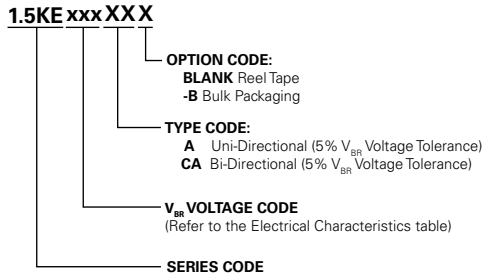 1.5KE xxx XX X
OPTION CODE:
BLANK Reel Tape
-B Bulk Packaging
TYPE CODE:
A Uni-Directional (5% VBR Voltage Tolerance)
CA Bi-Directional (5% VBR Voltage Tolerance)
VBR VOLTAGE CODE
(Refer to the Electrical Characteristics table)
SERIES CODE